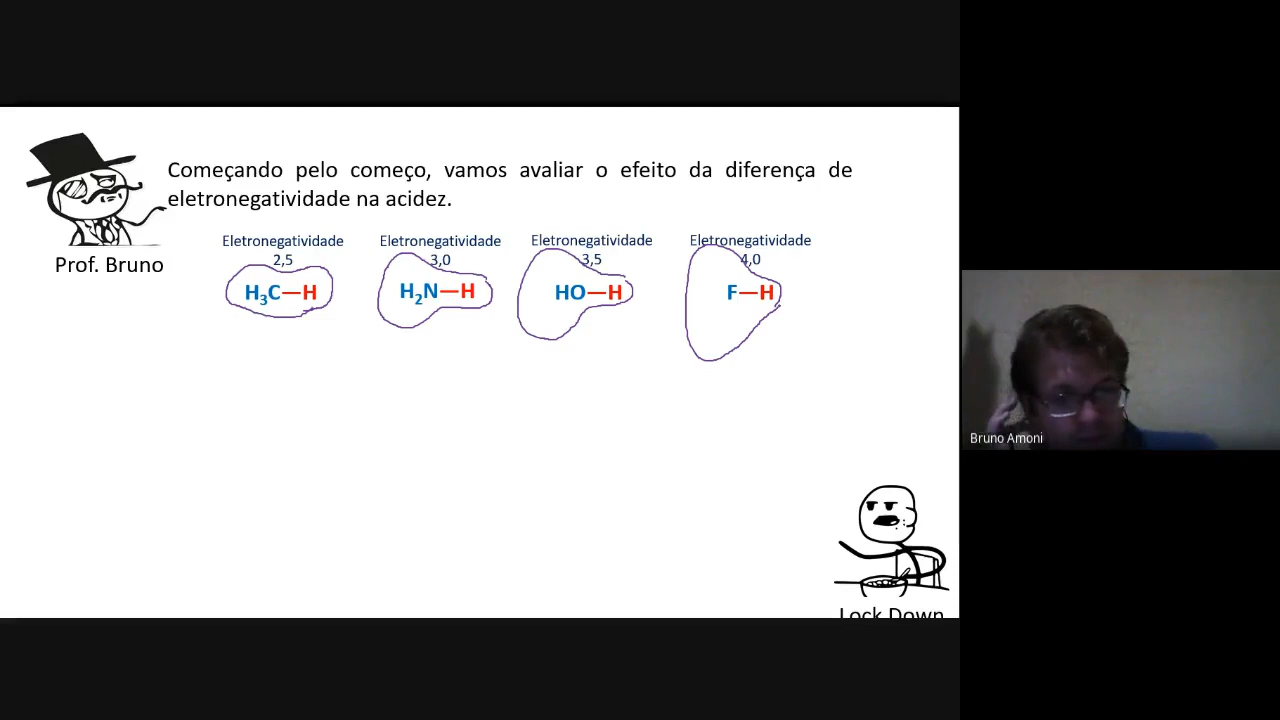 Começando pelo começo, vamos avaliar o efeito da diferença de
eletronegatividade na acidez.
Prof. Bruno
Eletronegatividade
2,5
H₃C—H
Eletronegatividade
3,0
H₂N—H
Eletronegatividade
3,5
HO—H
Eletronegatividade
4,0
F—H
Bruno Amoni
Lock Down